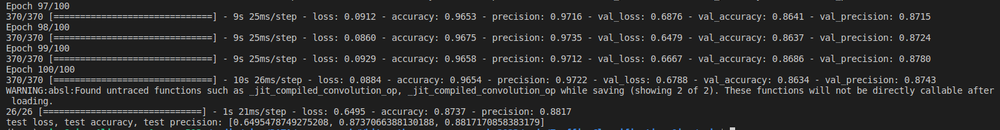 Epoch 97/100
370/370 [==============================] - 9s 25ms/step - loss: 0.0912 - accuracy: 0.9653 - precision: 0.9716 - val_loss: 0.6876 - val_accuracy: 0.8641 - val_precision: 0.8715
Epoch 98/100
370/370 [==============================] - 9s 25ms/step - loss: 0.0860 - accuracy: 0.9675 - precision: 0.9735 - val_loss: 0.6479 - val_accuracy: 0.8637 - val_precision: 0.8724
Epoch 99/100
370/370 [==============================] - 9s 25ms/step - loss: 0.0929 - accuracy: 0.9658 - precision: 0.9712 - val_loss: 0.6667 - val_accuracy: 0.8686 - val_precision: 0.8780
Epoch 100/100
370/370 [==============================] - 10s 26ms/step - loss: 0.0884 - accuracy: 0.9654 - precision: 0.9722 - val_loss: 0.6788 - val_accuracy: 0.8634 - val_precision: 0.8743
WARNING:absl:Found untraced functions such as _jit_compiled_convolution_op, _jit_compiled_convolution_op while saving (showing 2 of 2). These functions will not be directly callable after
loading.
26/26 [==============================] - 1s 21ms/step - loss: 0.6495 - accuracy: 0.8737 - precision: 0.8817
test loss, test accuracy, test precision: [0.6495478749275208, 0.8737066388130188, 0.8817170858383179]